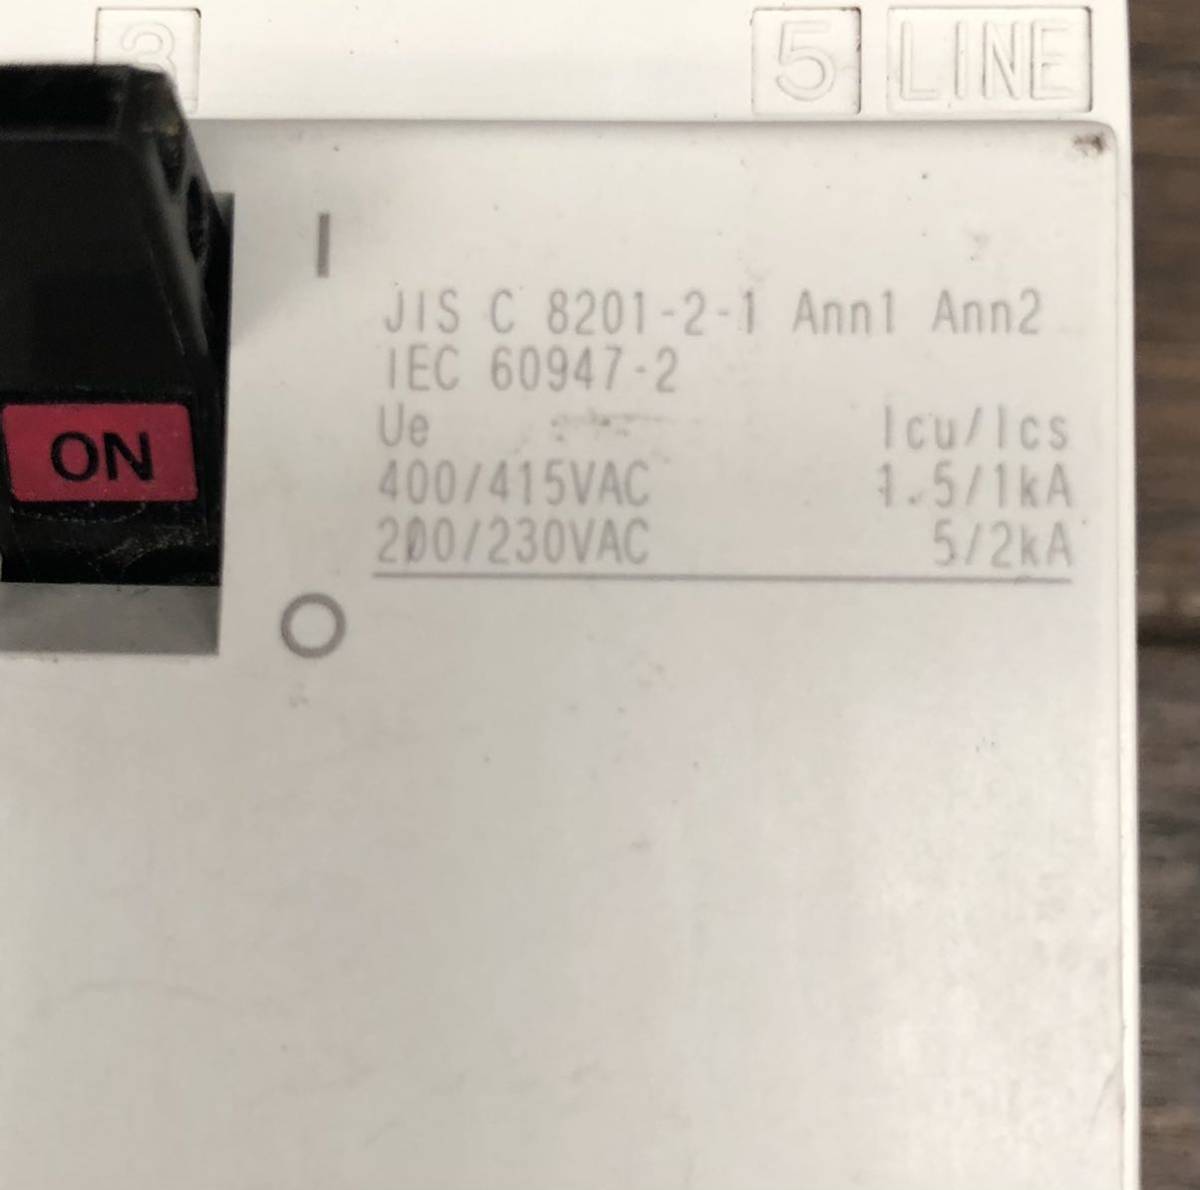 3
5 LINE
I
JIS C 8201-2-1 Ann1 Ann2
IEC 60947-2
Ue Icu/Ics
400/415VAC 1.5/1kA
200/230VAC 5/2kA
ON
O